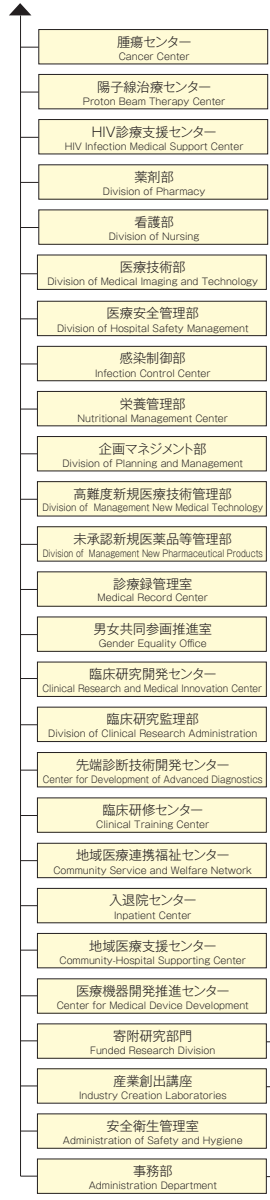 腫瘍センター
Cancer Center
陽子線治療センター
Proton Beam Therapy Center
HIV診療支援センター
HIV Infection Medical Support Center
薬剤部
Division of Pharmacy
看護部
Division of Nursing
医療技術部
Division of Medical Imaging and Technology
医療安全管理部
Division of Hospital Safety Management
感染制御部
Infection Control Center
栄養管理部
Nutritional Management Center
企画マネジメント部
Division of Planning and Management
高難度新規医療技術管理部
Division of Management New Medical Technology
未承認新規医薬品等管理部
Division of Management New Pharmaceutical Products
診療録管理室
Medical Record Center
男女共同参画推進室
Gender Equality Office
臨床研究開発センター
Clinical Research and Medical Innovation Center
臨床研究監理部
Division of Clinical Research Administration
先端診断技術開発センター
Center for Development of Advanced Diagnostics
臨床研修センター
Clinical Training Center
地域医療連携福祉センター
Community Service and Welfare Network
入退院センター
Inpatient Center
地域医療支援センター
Community-Hospital Supporting Center
医療機器開発推進センター
Center for Medical Device Development
寄附研究部門
Funded Research Division
産業創出講座
Industry Creation Laboratories
安全衛生管理室
Administration of Safety and Hygiene
事務部
Administration Department